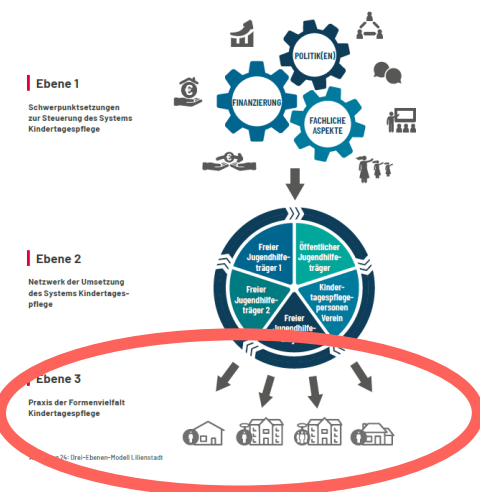 Ebene 1
Schwerpunktsetzungen
zur Steuerung des Systems
Kindertagespflege
POLITIK(EN)
FINANZIERUNG
FACHLICHE
ASPEKTE
Ebene 2
Netzwerk der Umsetzung
des Systems Kindertages-
pflege
Freier
Jugendhilfe-
träger 1
Öffentlicher
Jugendhilfe-
träger
Freier
Jugendhilfe-
träger 2
Kinder-
tagespflege-
personen
Verein
Freier
Jugendhilfe-
Ebene 3
Praxis der Formenvielfalt
Kindertagespflege
24: Drei-Ebenen-Modell Lilienstadt